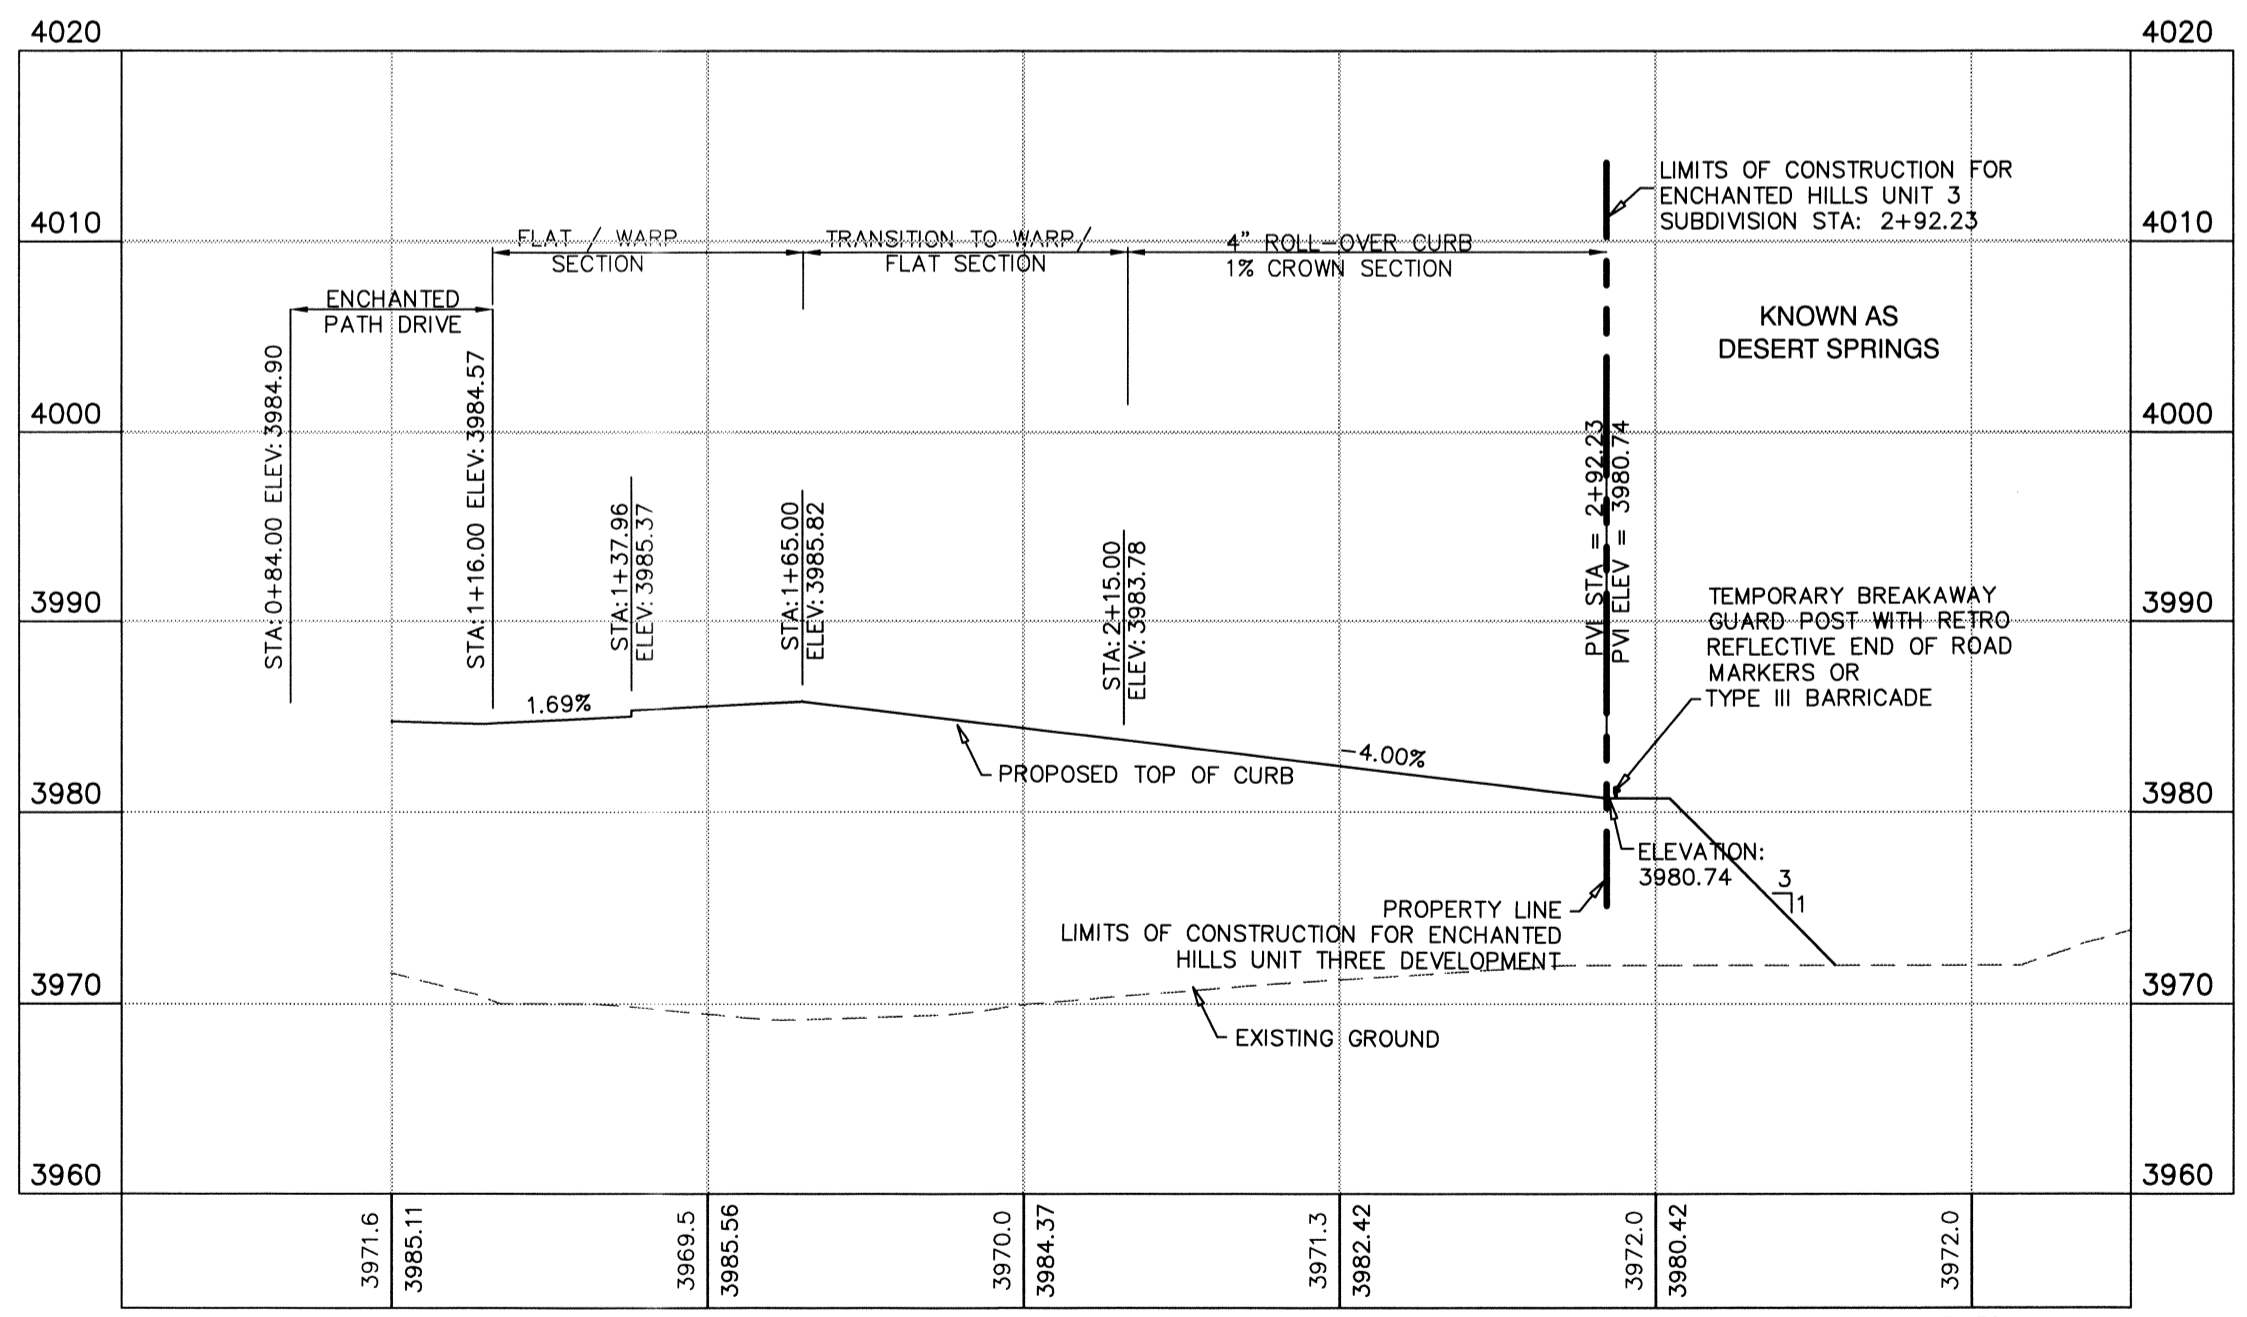 4020
4020
LIMITS OF CONSTRUCTION FOR
ENCHANTED HILLS UNIT 3
SUBDIVISION STA: 2+92.23
4010
4010
FLAT / WARP
SECTION
TRANSITION TO WARP/
FLAT SECTION
4" ROLL-OVER CURB
1% CROWN SECTION
ENCHANTED
PATH DRIVE
KNOWN AS
DESERT SPRINGS
STA:0+84.00 ELEV:3984.90
STA:1+16.00 ELEV:3984.57
4000
4000
STA:1+37.96
ELEV:3985.37
STA:1+65.00
ELEV:3985.82
STA:2+15.00
ELEV:3983.78
PVI STA = 2+92.23
PVI ELEV = 3980.74
3990
3990
TEMPORARY BREAKAWAY
GUARD POST WITH RETRO
REFLECTIVE END OF ROAD
MARKERS OR
TYPE III BARRICADE
1.69%
-4.00%
PROPOSED TOP OF CURB
3980
3980
ELEVATION:
3980.74
3
1
PROPERTY LINE
LIMITS OF CONSTRUCTION FOR ENCHANTED
HILLS UNIT THREE DEVELOPMENT
3970
3970
EXISTING GROUND
3960
3960
3971.6
3985.11
3969.5
3985.56
3970.0
3984.37
3971.3
3982.42
3972.0
3980.42
3972.0